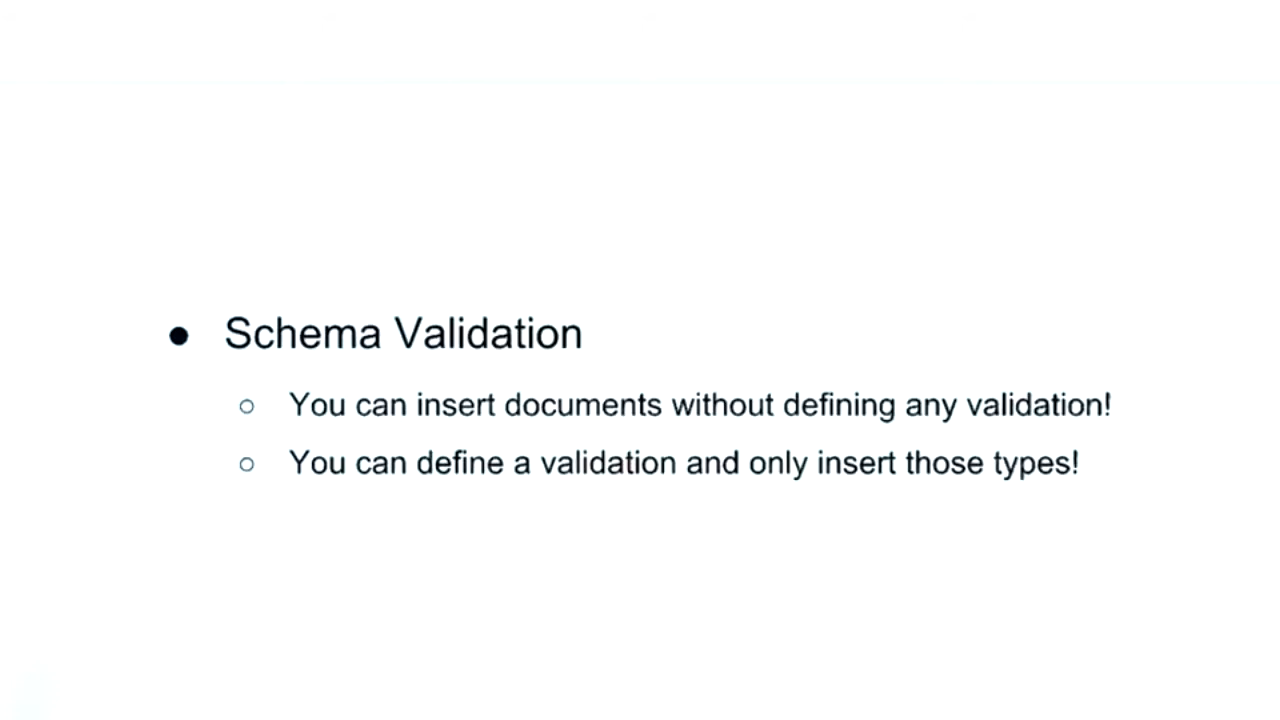 ● Schema Validation
○ You can insert documents without defining any validation!
○ You can define a validation and only insert those types!